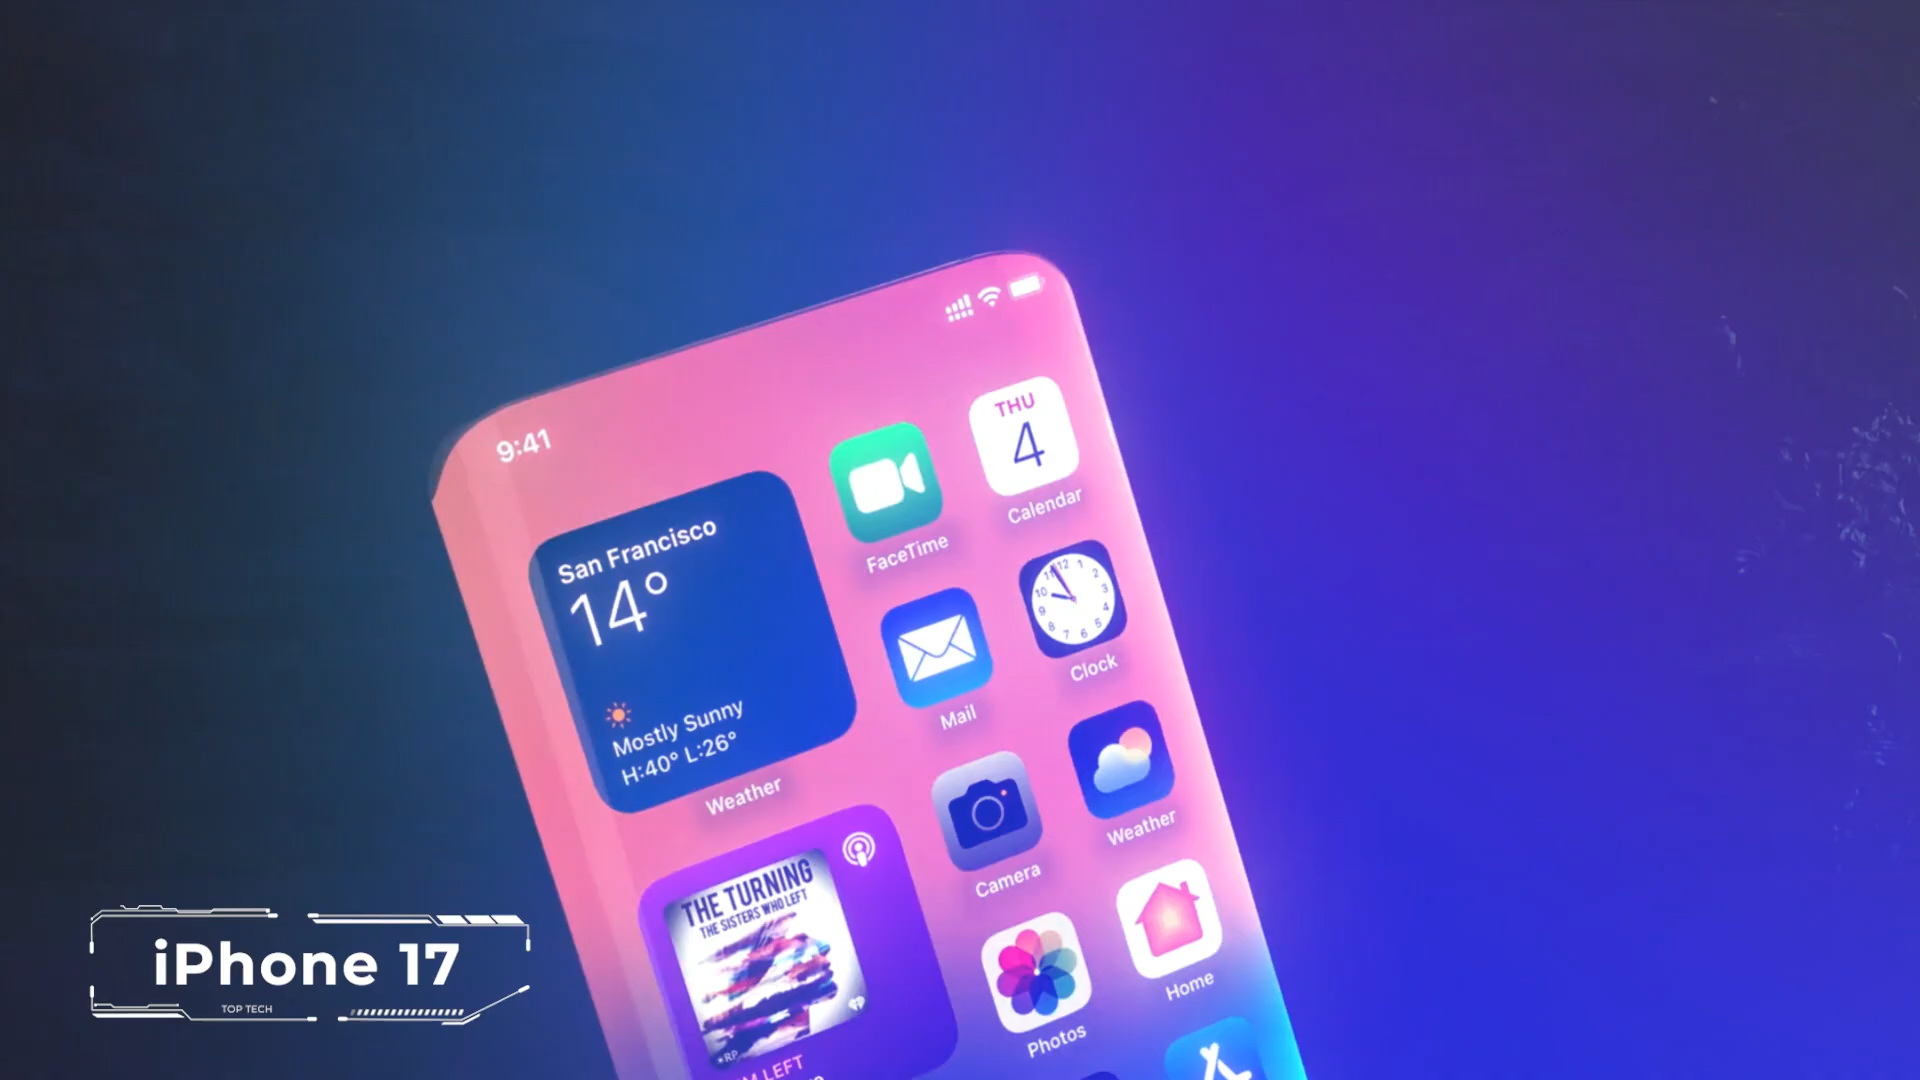 9:41
San Francisco
14°
Mostly Sunny
H:40° L:26°
Weather
FaceTime
THU
4
Calendar
Mail
Clock
Camera
Weather
Photos
Home
THE TURNING
THE SISTERS WHO LEFT
LEFT
iPhone 17
TOP TECH